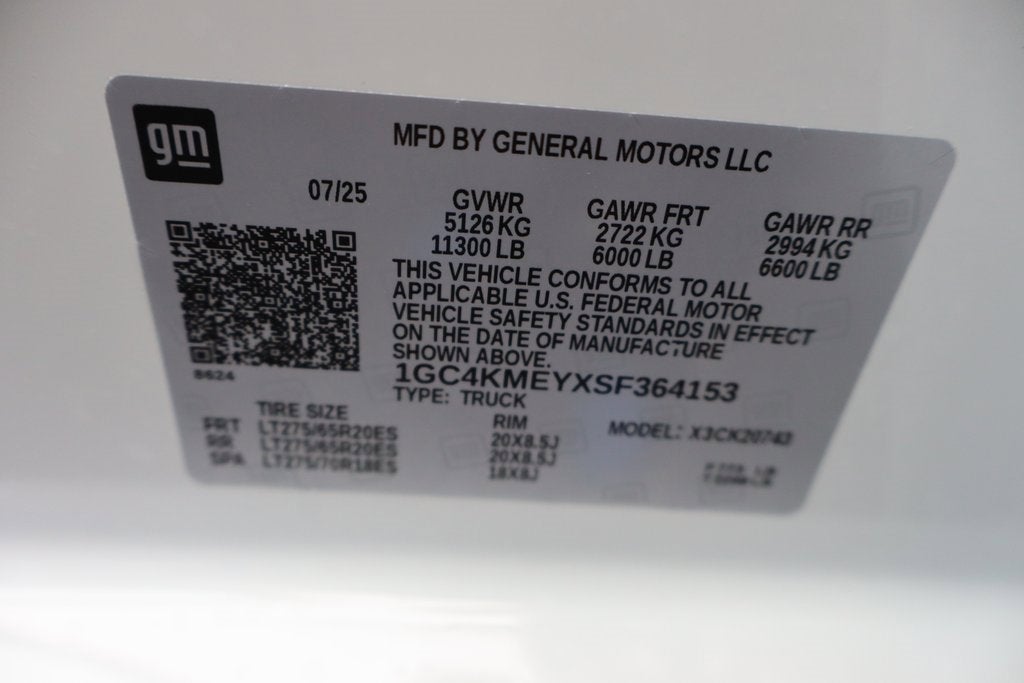 gm
MFD BY GENERAL MOTORS LLC
07/25
GVWR GAWR FRT GAWR RR
5126 KG 2722 KG 2994 KG
11300 LB 6000 LB 6600 LB
THIS VEHICLE CONFORMS TO ALL
APPLICABLE U.S. FEDERAL MOTOR
VEHICLE SAFETY STANDARDS IN EFFECT
ON THE DATE OF MANUFACTURE
SHOWN ABOVE.
8624
1GC4KMEYXSF364153
TYPE: TRUCK
TIRE SIZE RIM
FRT LT275/65R20ES 20X8.5J MODEL: X3CK20743
RR LT275/65R20ES 20X8.5J
SPA LT275/70R18ES 18X8J